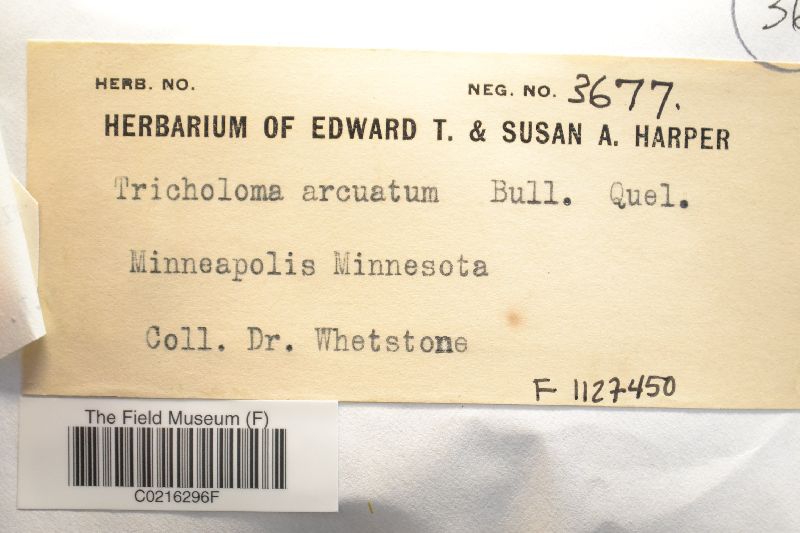 HERB. NO.
NEG. NO. 3677.
HERBARIUM OF EDWARD T. & SUSAN A. HARPER
Tricholoma arcuatum Bull. Quel.
Minneapolis Minnesota
Coll. Dr. Whetstone
F 1127450
The Field Museum (F)
C0216296F